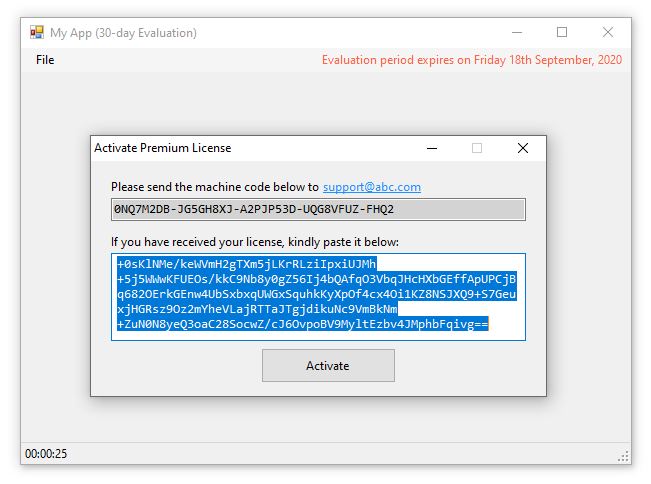 My App (30-day Evaluation)
File
Evaluation period expires on Friday 18th September, 2020
Activate Premium License
Please send the machine code below to support@abc.com
0NQ7M2DB-JG5GH8XJ-A2PJP53D-UQG8VFUZ-FHQ2
If you have received your license, kindly paste it below:
+0sKlNMe/keWVmH2gTXm5jLKrRLziIpxiUJMh
+5j5WWwKFUEOs/kkC9Nb8y0gZ56Ij4bQAfqO3VbqJHcHXbGEffApUPCjB
q682OErkGEnw4UbSxbxqUWGxSquhkKyXpOf4cx4Oi1KZ8NSJXQ9+S7Geu
xjHGRsz9Oz2mYheVLajRTTaJTgjdikuNc9VmBkNm
+ZuN0N8yeQ3oaC28SocwZ/cJ6OvpoBV9MyltEzbv4JMphbFqivg==
Activate
00:00:25